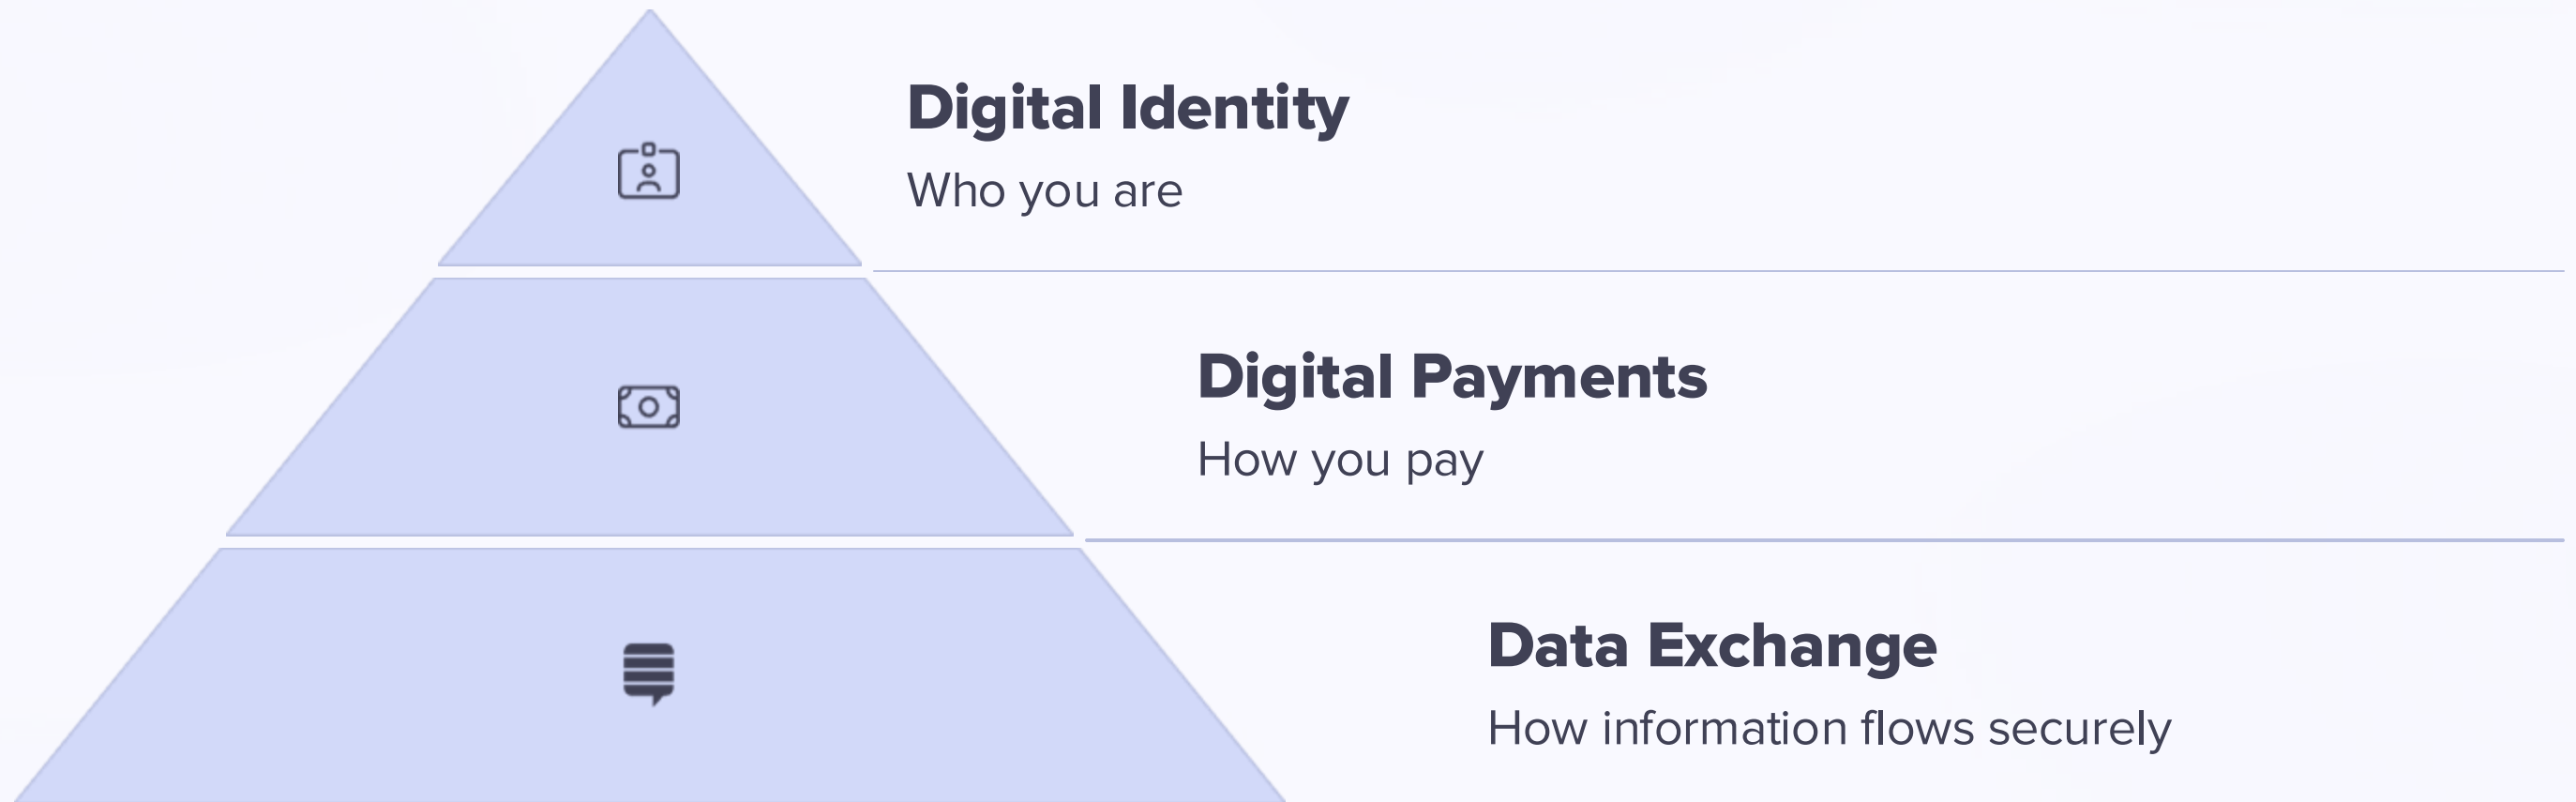 Digital Identity
Who you are
Digital Payments
How you pay
Data Exchange
How information flows securely